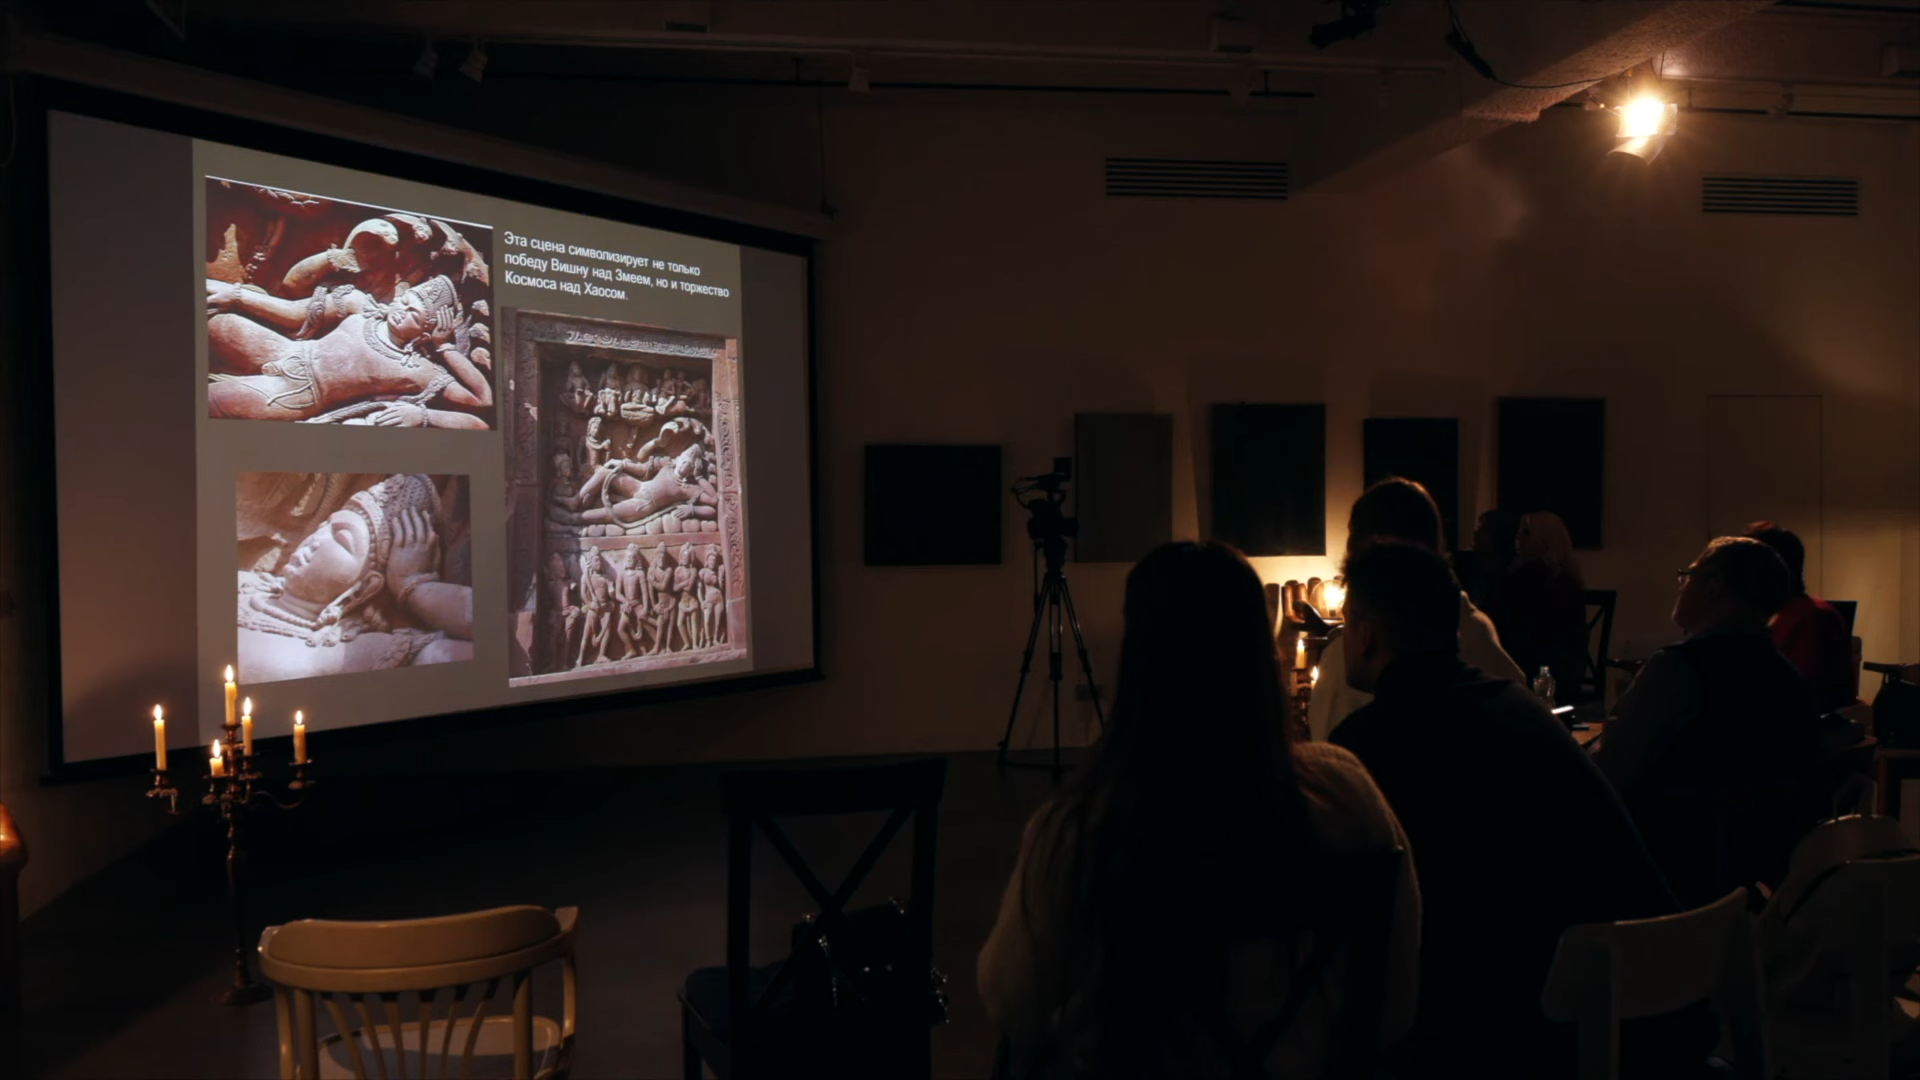 Эта сцена символизирует не только
победу Вишну над Змеем, но и торжество
Космоса над Хаосом.